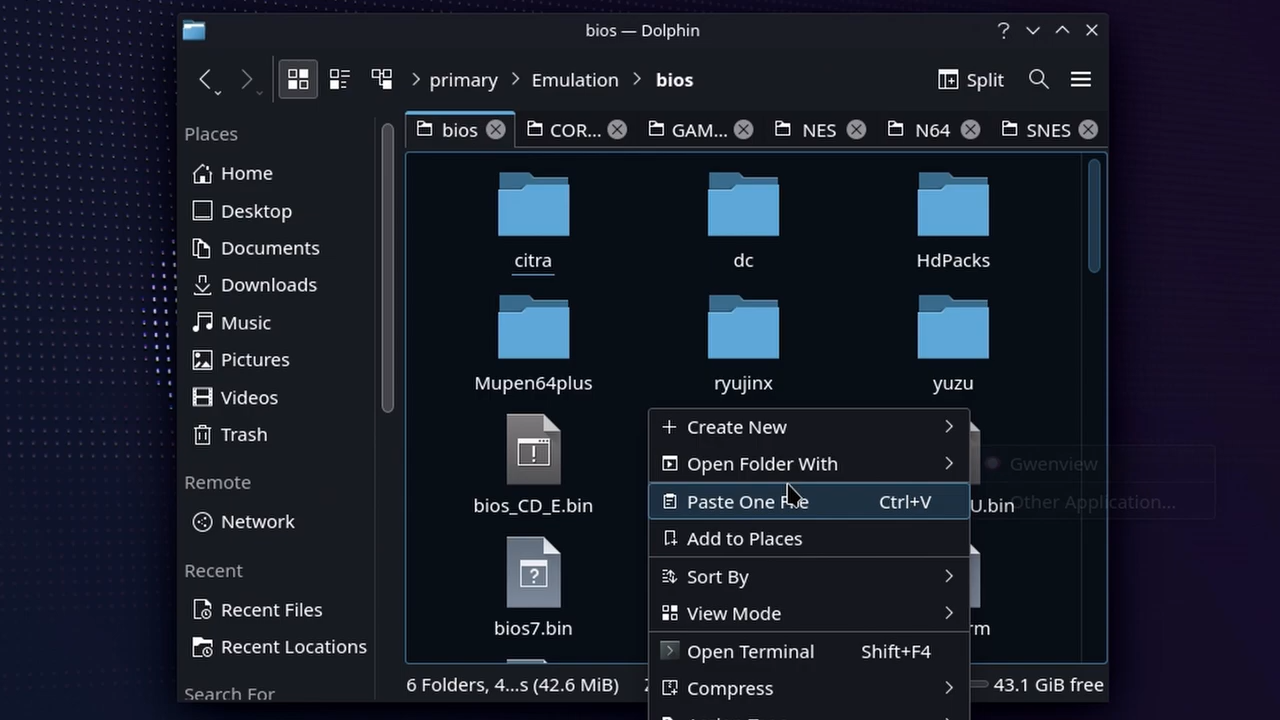 bios — Dolphin
primary Emulation bios
Split
bios
COR...
GAM...
NES
N64
SNES
Places
Home
Desktop
Documents
Downloads
Music
Pictures
Videos
Trash
Remote
Network
Recent
Recent Files
Recent Locations
Search For
citra
dc
HdPacks
Mupen64plus
ryujinx
yuzu
bios_CD_E.bin
U.bin
bios7.bin
rm
Create New
Open Folder With
Paste One File Ctrl+V
Add to Places
Sort By
View Mode
Open Terminal Shift+F4
Compress
Gwenview
Other Application...
6 Folders, 4...s (42.6 MiB)
43.1 GiB free